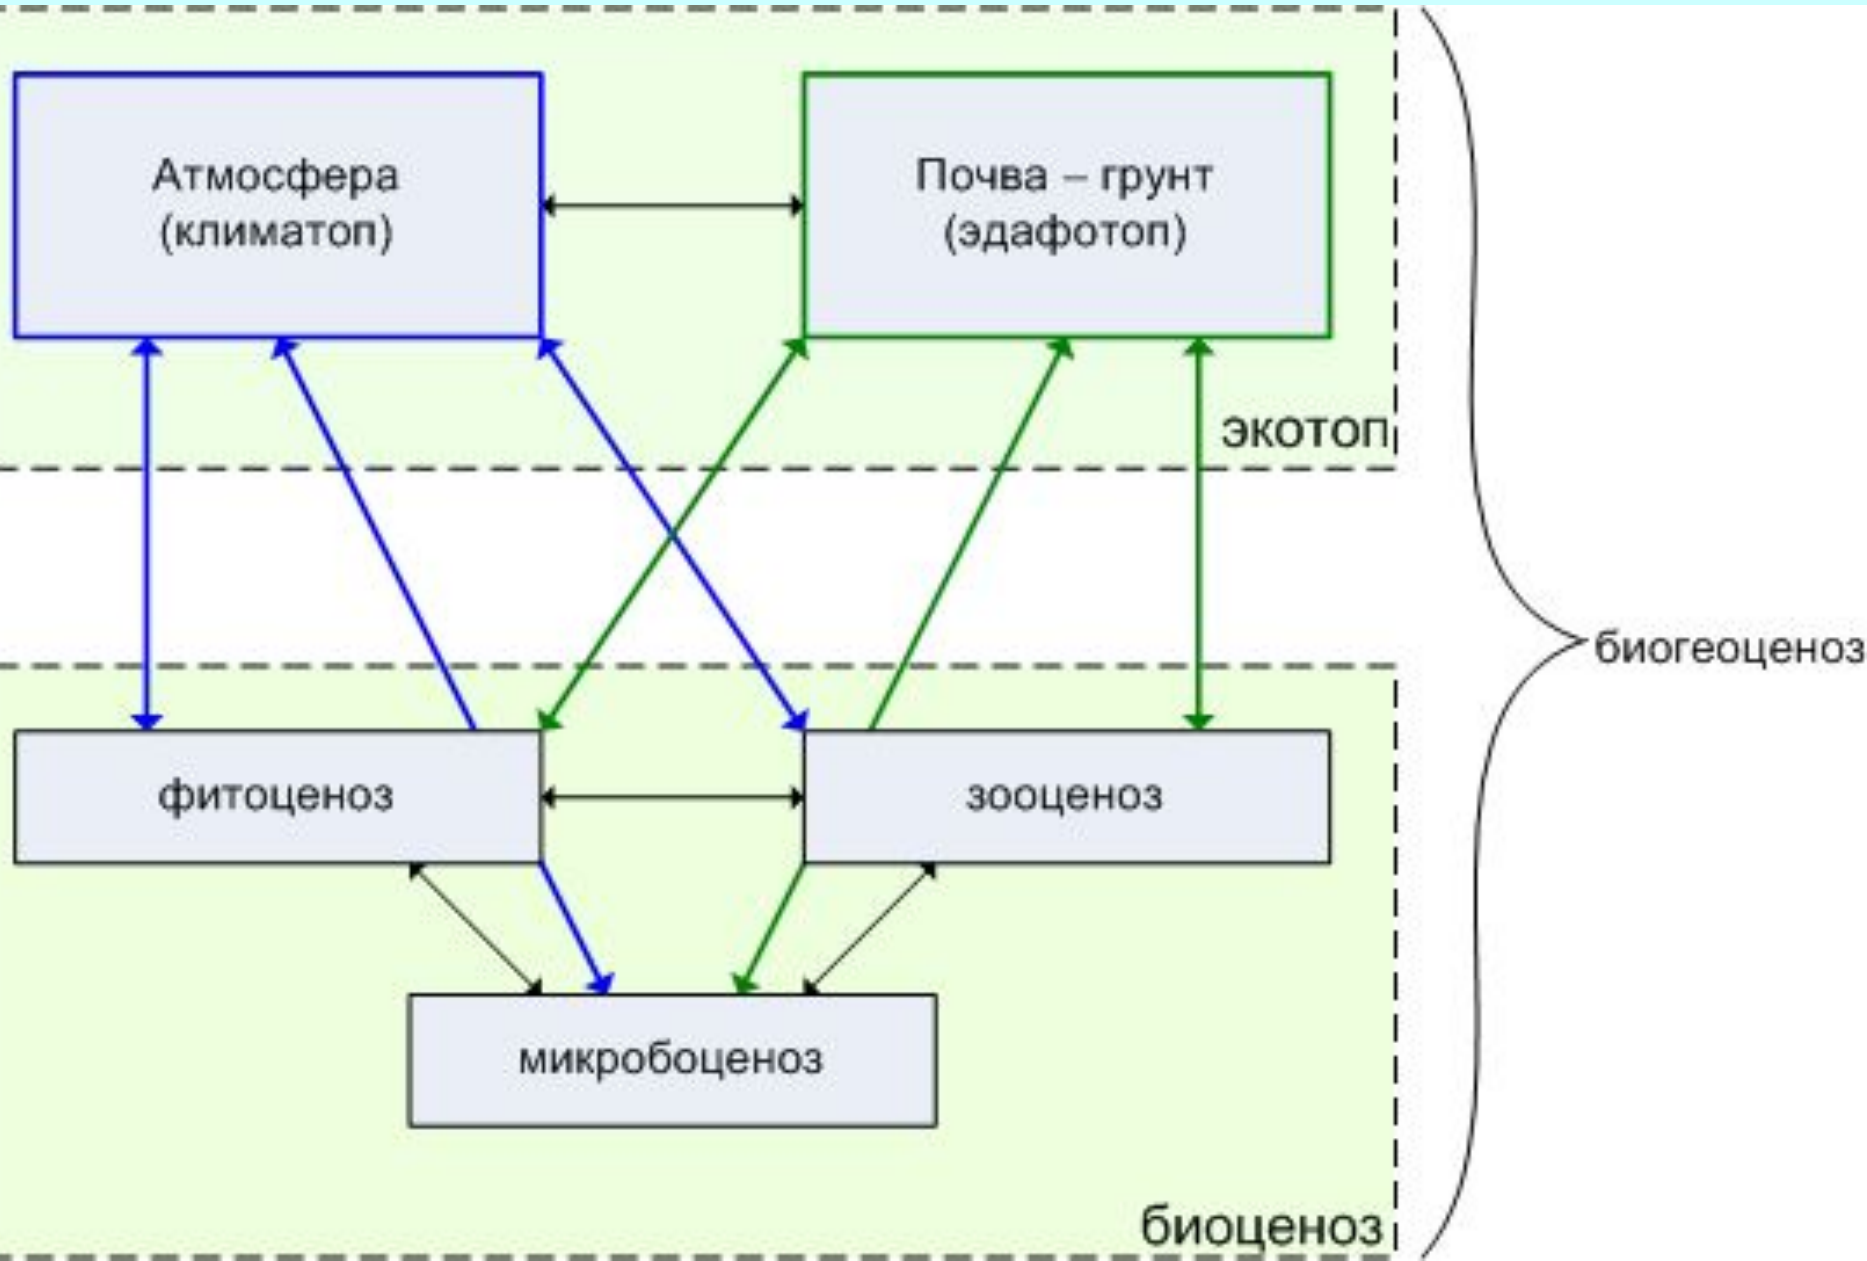 Атмосфера
(климатоп)
Почва – грунт
(эдафотоп)
экотоп
биогеоценоз
фитоценоз
зооценоз
микробоценоз
биоценоз